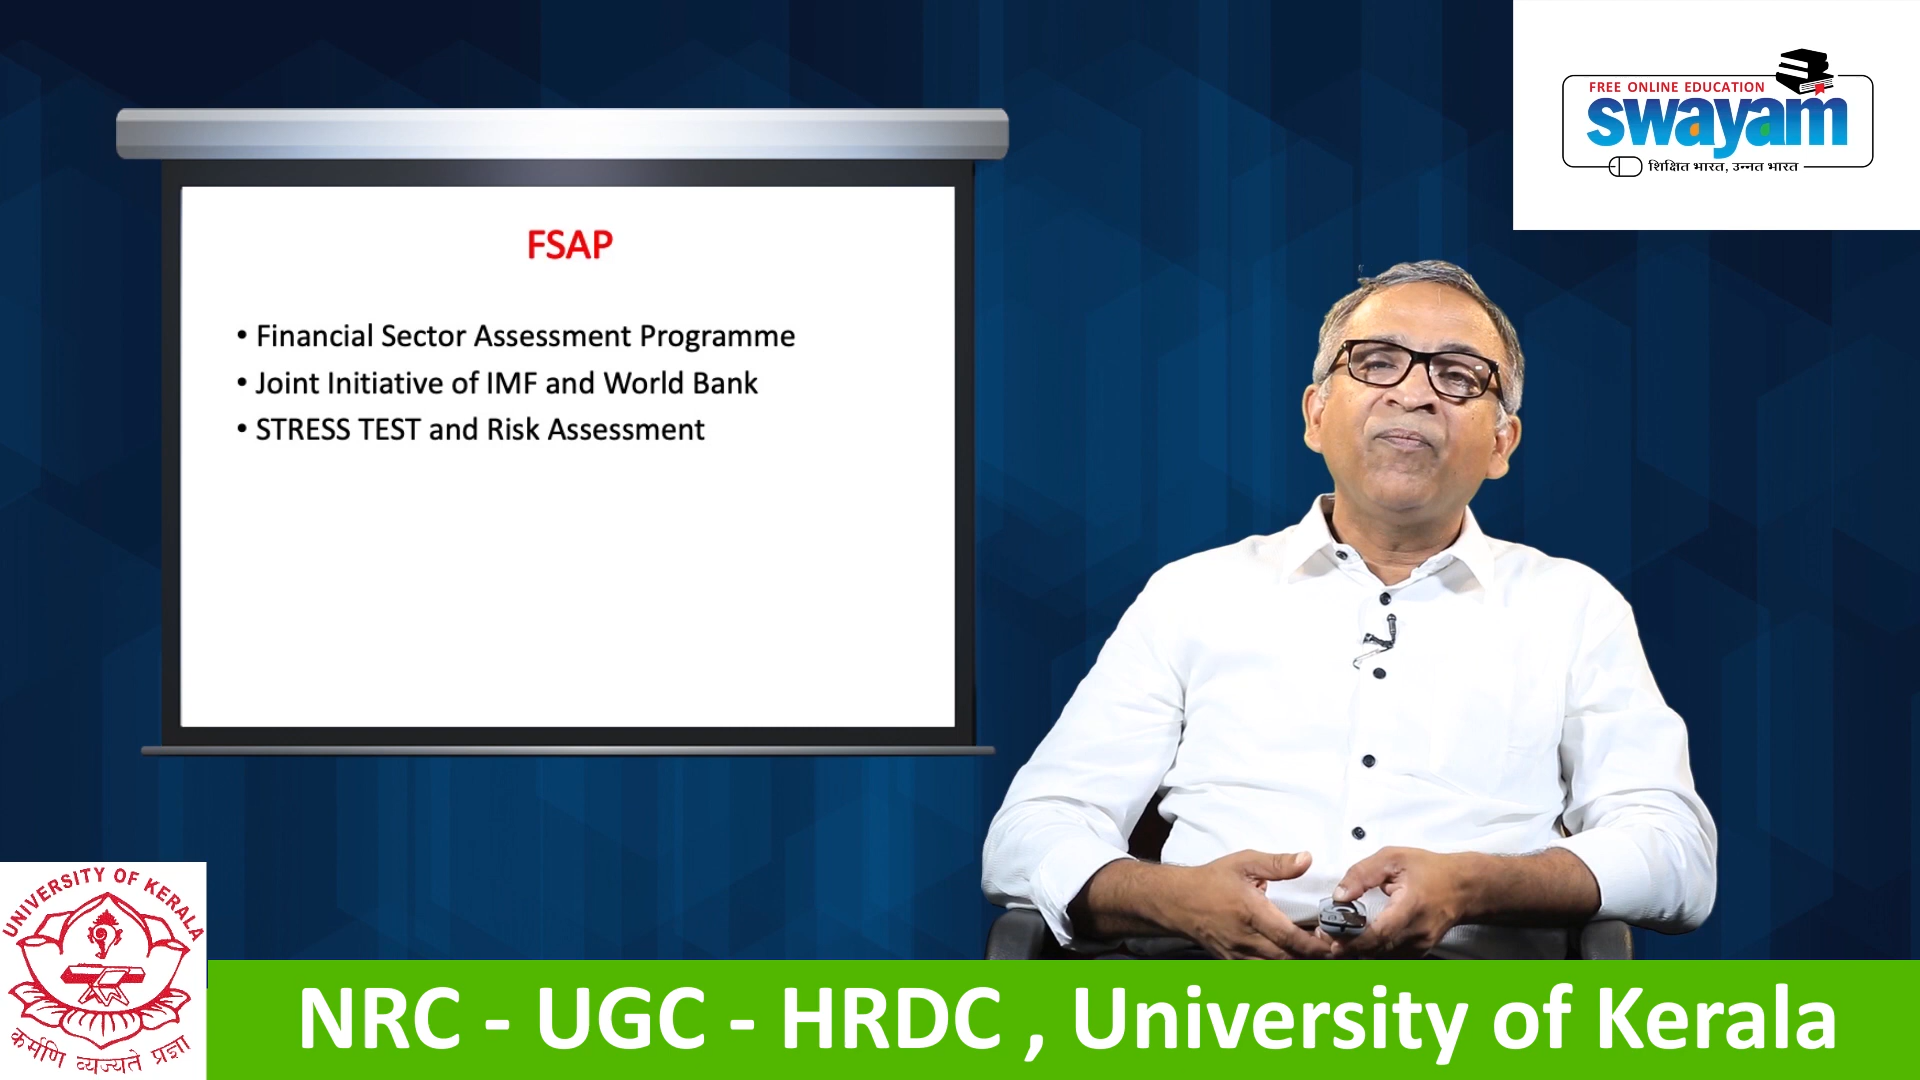 FREE ONLINE EDUCATION
swayam
शिक्षित भारत, उन्नत भारत
FSAP
• Financial Sector Assessment Programme
• Joint Initiative of IMF and World Bank
• STRESS TEST and Risk Assessment
UNIVERSITY OF KERALA
कर्मणि व्यज्यते प्रज्ञा
NRC - UGC - HRDC , University of Kerala